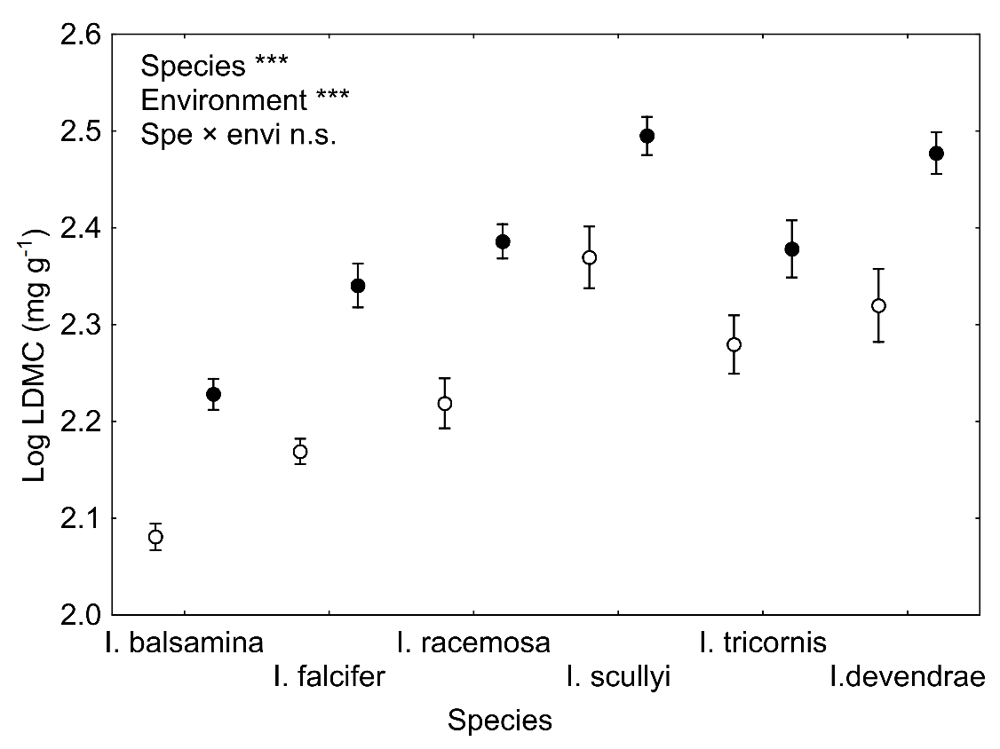 2.6
Species ***
Environment ***
Spe × envi n.s.
2.5
2.4
2.3
2.2
2.1
2.0
Log LDMC (mg g⁻¹)
I. balsamina
I. falcifer
I. racemosa
I. scullyi
I. tricornis
I.devendrae
Species